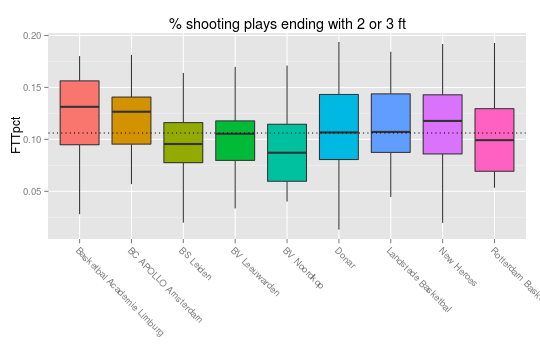 % shooting plays ending with 2 or 3 ft
FTTpct
0.20
0.15
0.10
0.05
Basketbal Academie Limburg
BC APOLLO Amsterdam
BS Leiden
BV Leeuwarden
BV Noordkop
Donar
Landstede Basketbal
New Heroes
Rotterdam Bask